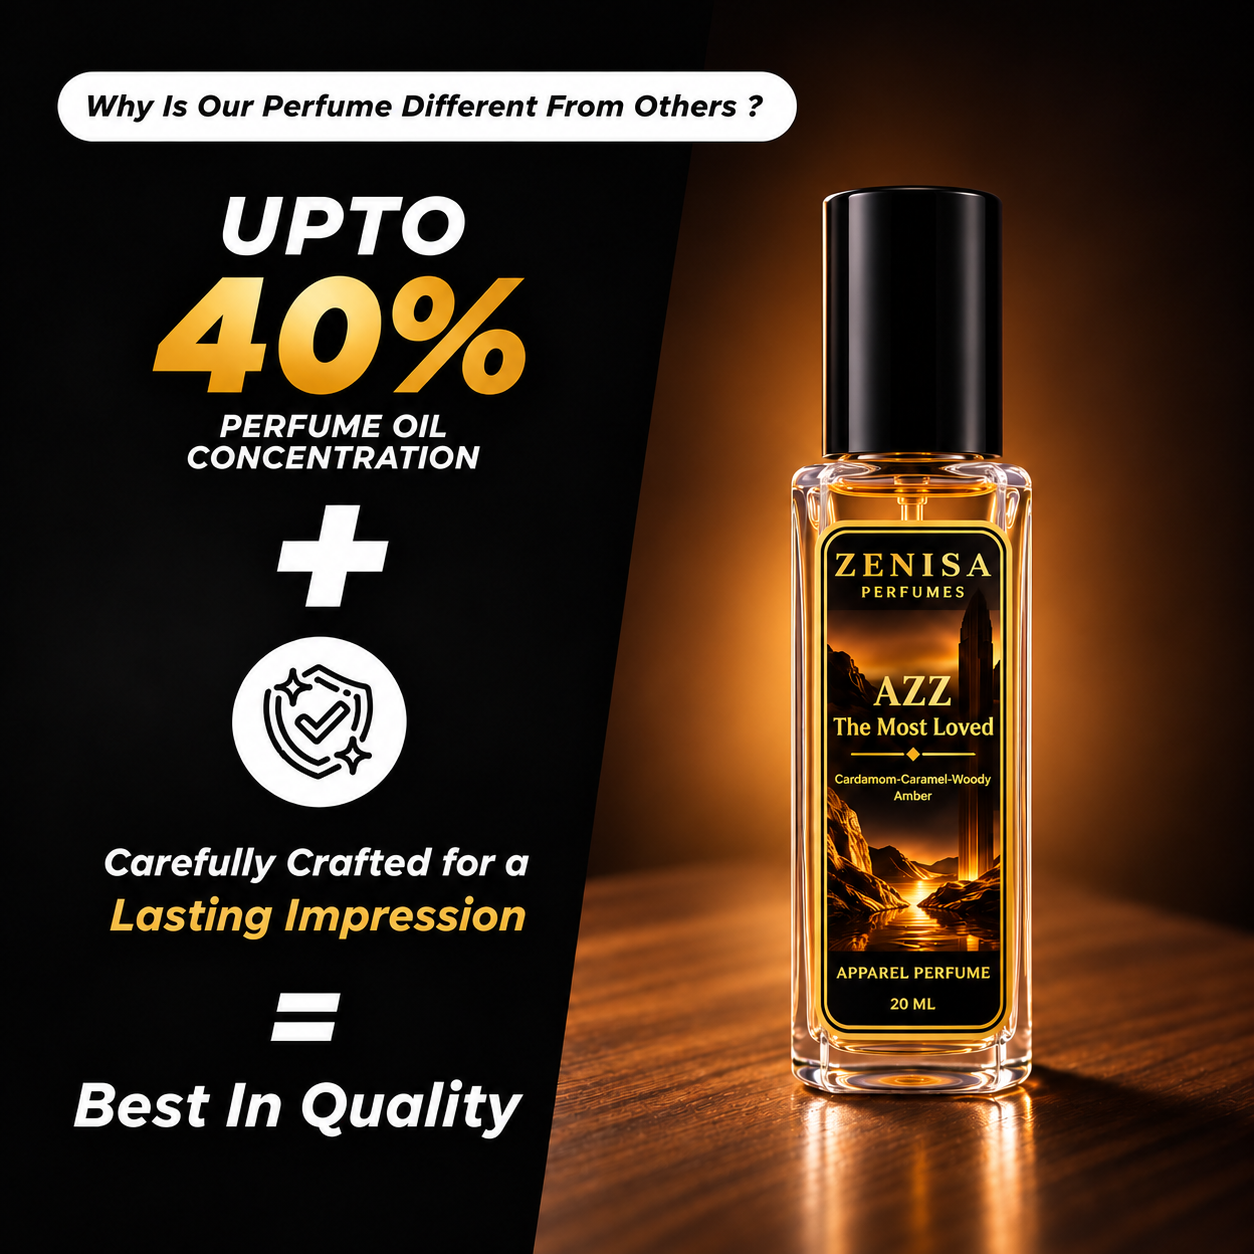 Why Is Our Perfume Different From Others ?
UPTO
40%
PERFUME OIL
CONCENTRATION
+
Carefully Crafted for a
Lasting Impression
=
Best In Quality
ZENISA
PERFUMES
AZZ
The Most Loved
Cardamom-Caramel-Woody
Amber
APPAREL PERFUME
20 ML